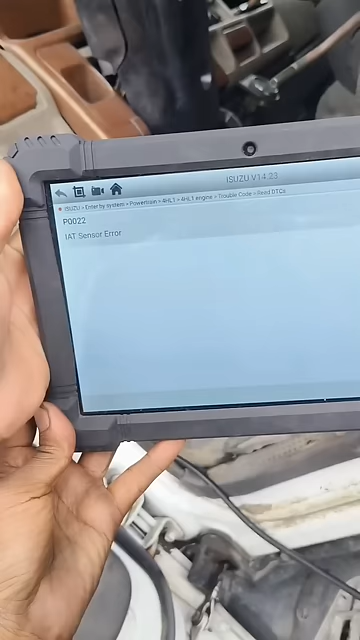 ISUZU V14.23
ISUZU > Enter by system > Powertrain > 4HL1 > 4HL1 engine > Trouble Code > Read DTCs
P0022
IAT Sensor Error